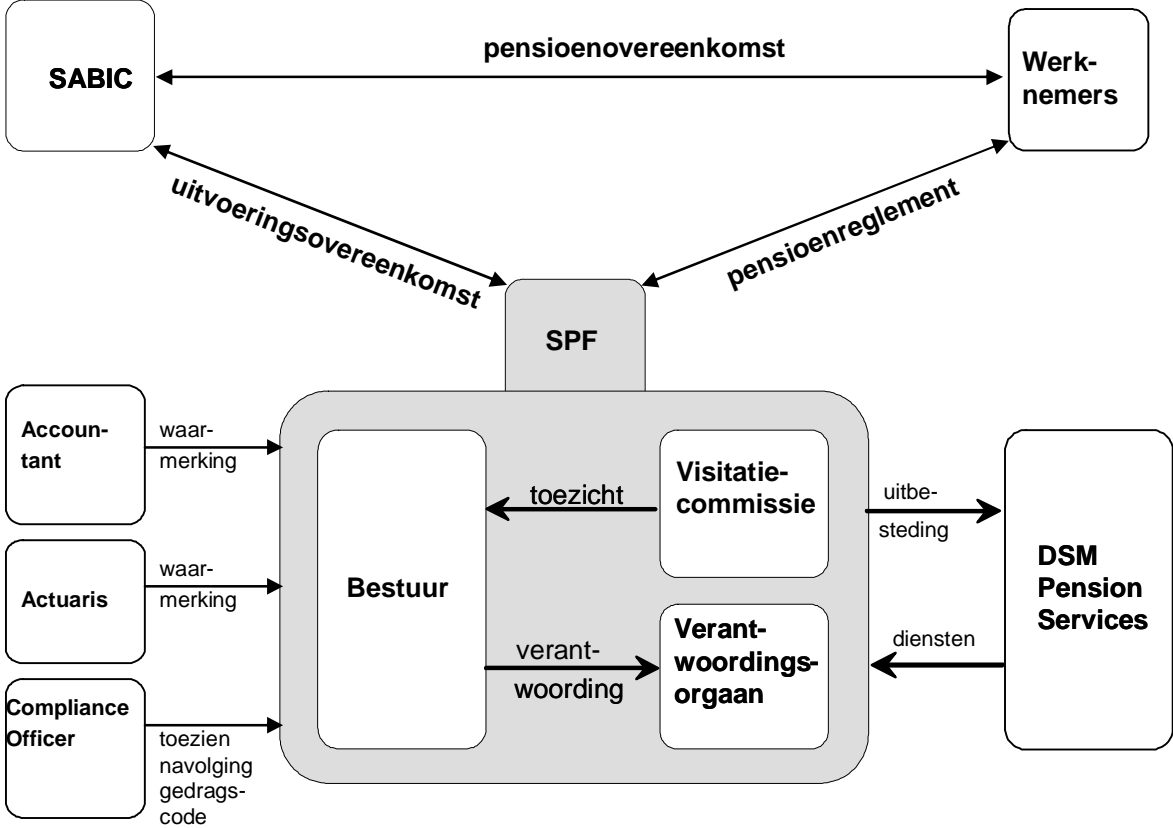 pensioenovereenkomst
SABIC
Werk-
nemers
uitvoeringsovereenkomst
pensioenreglement
SPF
Accoun-
tant
waar-
merking
Actuaris
waar-
merking
Compliance
Officer
toezien
navolging
gedrags-
code
Bestuur
toezicht
Visitatie-
commissie
verant-
woording
Verant-
woordings-
orgaan
uitbe-
steding
diensten
DSM
Pension
Services